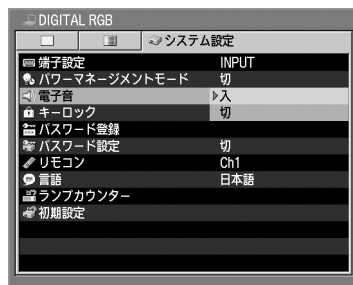 DIGITAL RGB
システム設定
端子設定 INPUT
パワーマネージメントモード 切
電子音 入
キーロック 切
パスワード登録
パスワード設定 切
リモコン Ch1
言語 日本語
ランプカウンター
初期設定